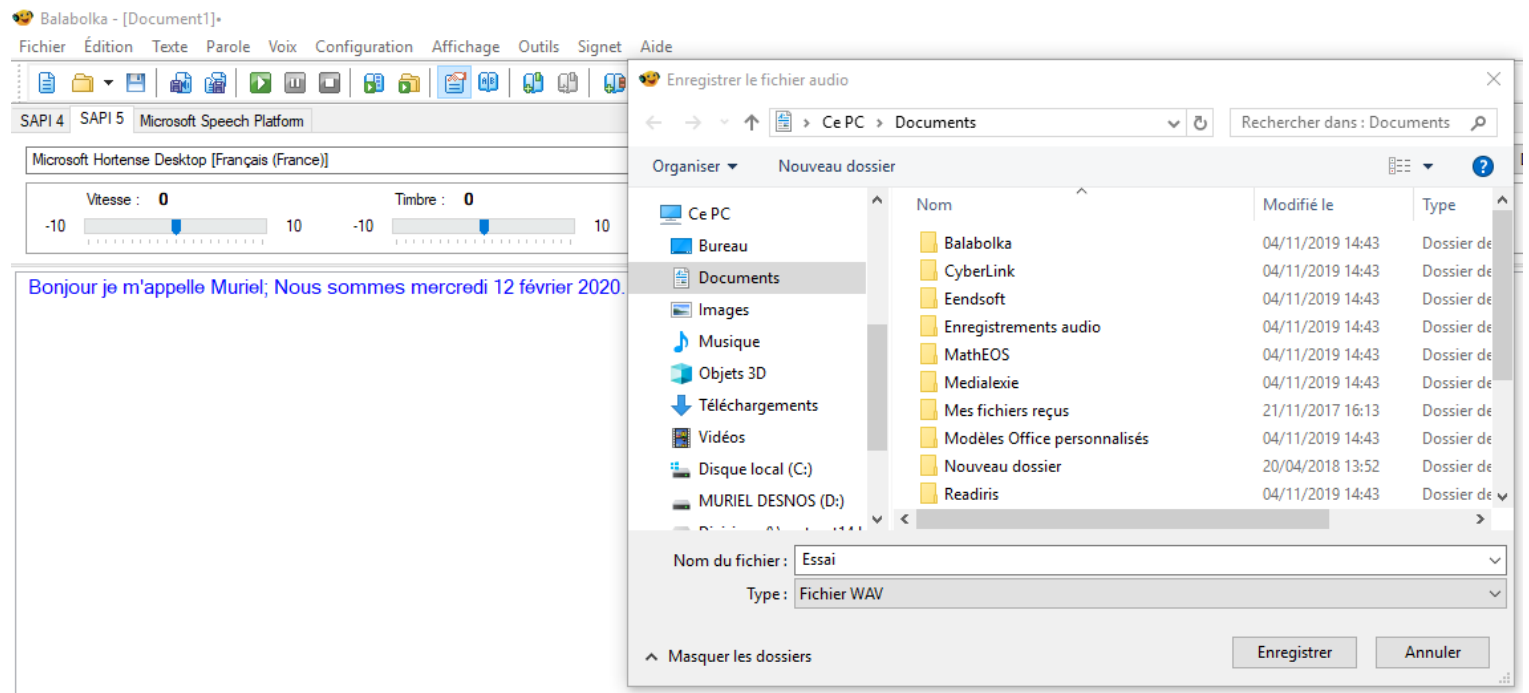 Balabolka - [Document1]•
Fichier Édition Texte Parole Voix Configuration Affichage Outils Signet Aide
SAPI 4 SAPI 5 Microsoft Speech Platform
Microsoft Hortense Desktop [Français (France)]
Vitesse : 0 Timbre : 0
-10 10 -10 10
Bonjour je m'appelle Muriel; Nous sommes mercredi 12 février 2020.
Enregistrer le fichier audio
Ce PC > Documents
Rechercher dans : Documents
Organiser Nouveau dossier
Ce PC
Bureau
Documents
Images
Musique
Objets 3D
Téléchargements
Vidéos
Disque local (C:)
MURIEL DESNOS (D:)
Nom Modifié le Type
Balabolka 04/11/2019 14:43 Dossier de
CyberLink 04/11/2019 14:43 Dossier de
Eendsoft 04/11/2019 14:43 Dossier de
Enregistrements audio 04/11/2019 14:43 Dossier de
MathEOS 04/11/2019 14:43 Dossier de
Medialexie 04/11/2019 14:43 Dossier de
Mes fichiers reçus 21/11/2017 16:13 Dossier de
Modèles Office personnalisés 04/11/2019 14:43 Dossier de
Nouveau dossier 20/04/2018 13:52 Dossier de
Readiris 04/11/2019 14:43 Dossier de
Nom du fichier : Essai
Type : Fichier WAV
Masquer les dossiers
Enregistrer Annuler